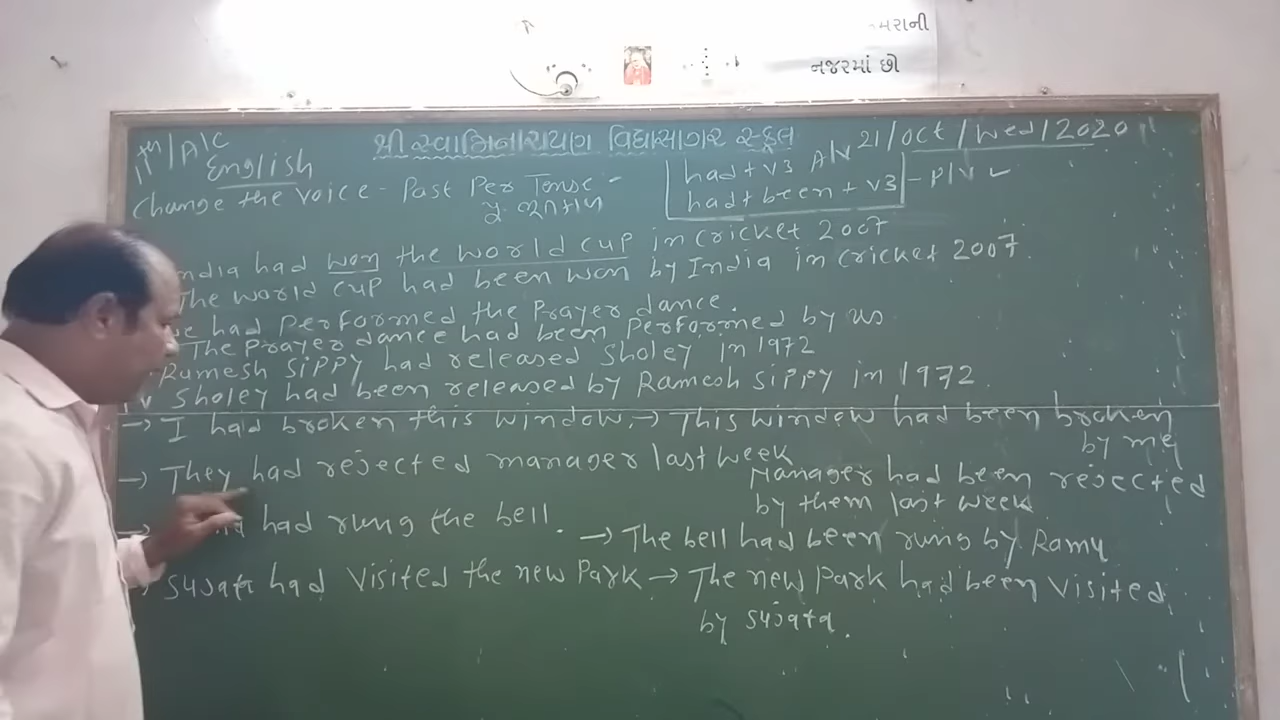 મરાની
નજરમાં છો
11th/A/C
શ્રી સ્વામિનારાયણ વિદ્યાસાગર સ્કૂલ
21/Oct/Wed/2020
English
had + V3 A/V
had + been + V3 - P/V ✓
Change the voice - Past Per Tense -
પૂ. ભૂતકાળ
India had won the world cup in cricket 2007
The world cup had been won by India in cricket 2007.
we had performed the Prayer dance.
The Prayer dance had been performed by us
Ramesh Sippy had released Sholey in 1972
Sholey had been released by Ramesh Sippy in 1972.
→ I had broken this window. → This window had been broken
by me
→ They had rejected manager last week
Manager had been rejected
by them last week
→ had rung the bell.
→ The bell had been rung by Ramu
→ Sujata had visited the new Park → The new Park had been visited
by Sujata.